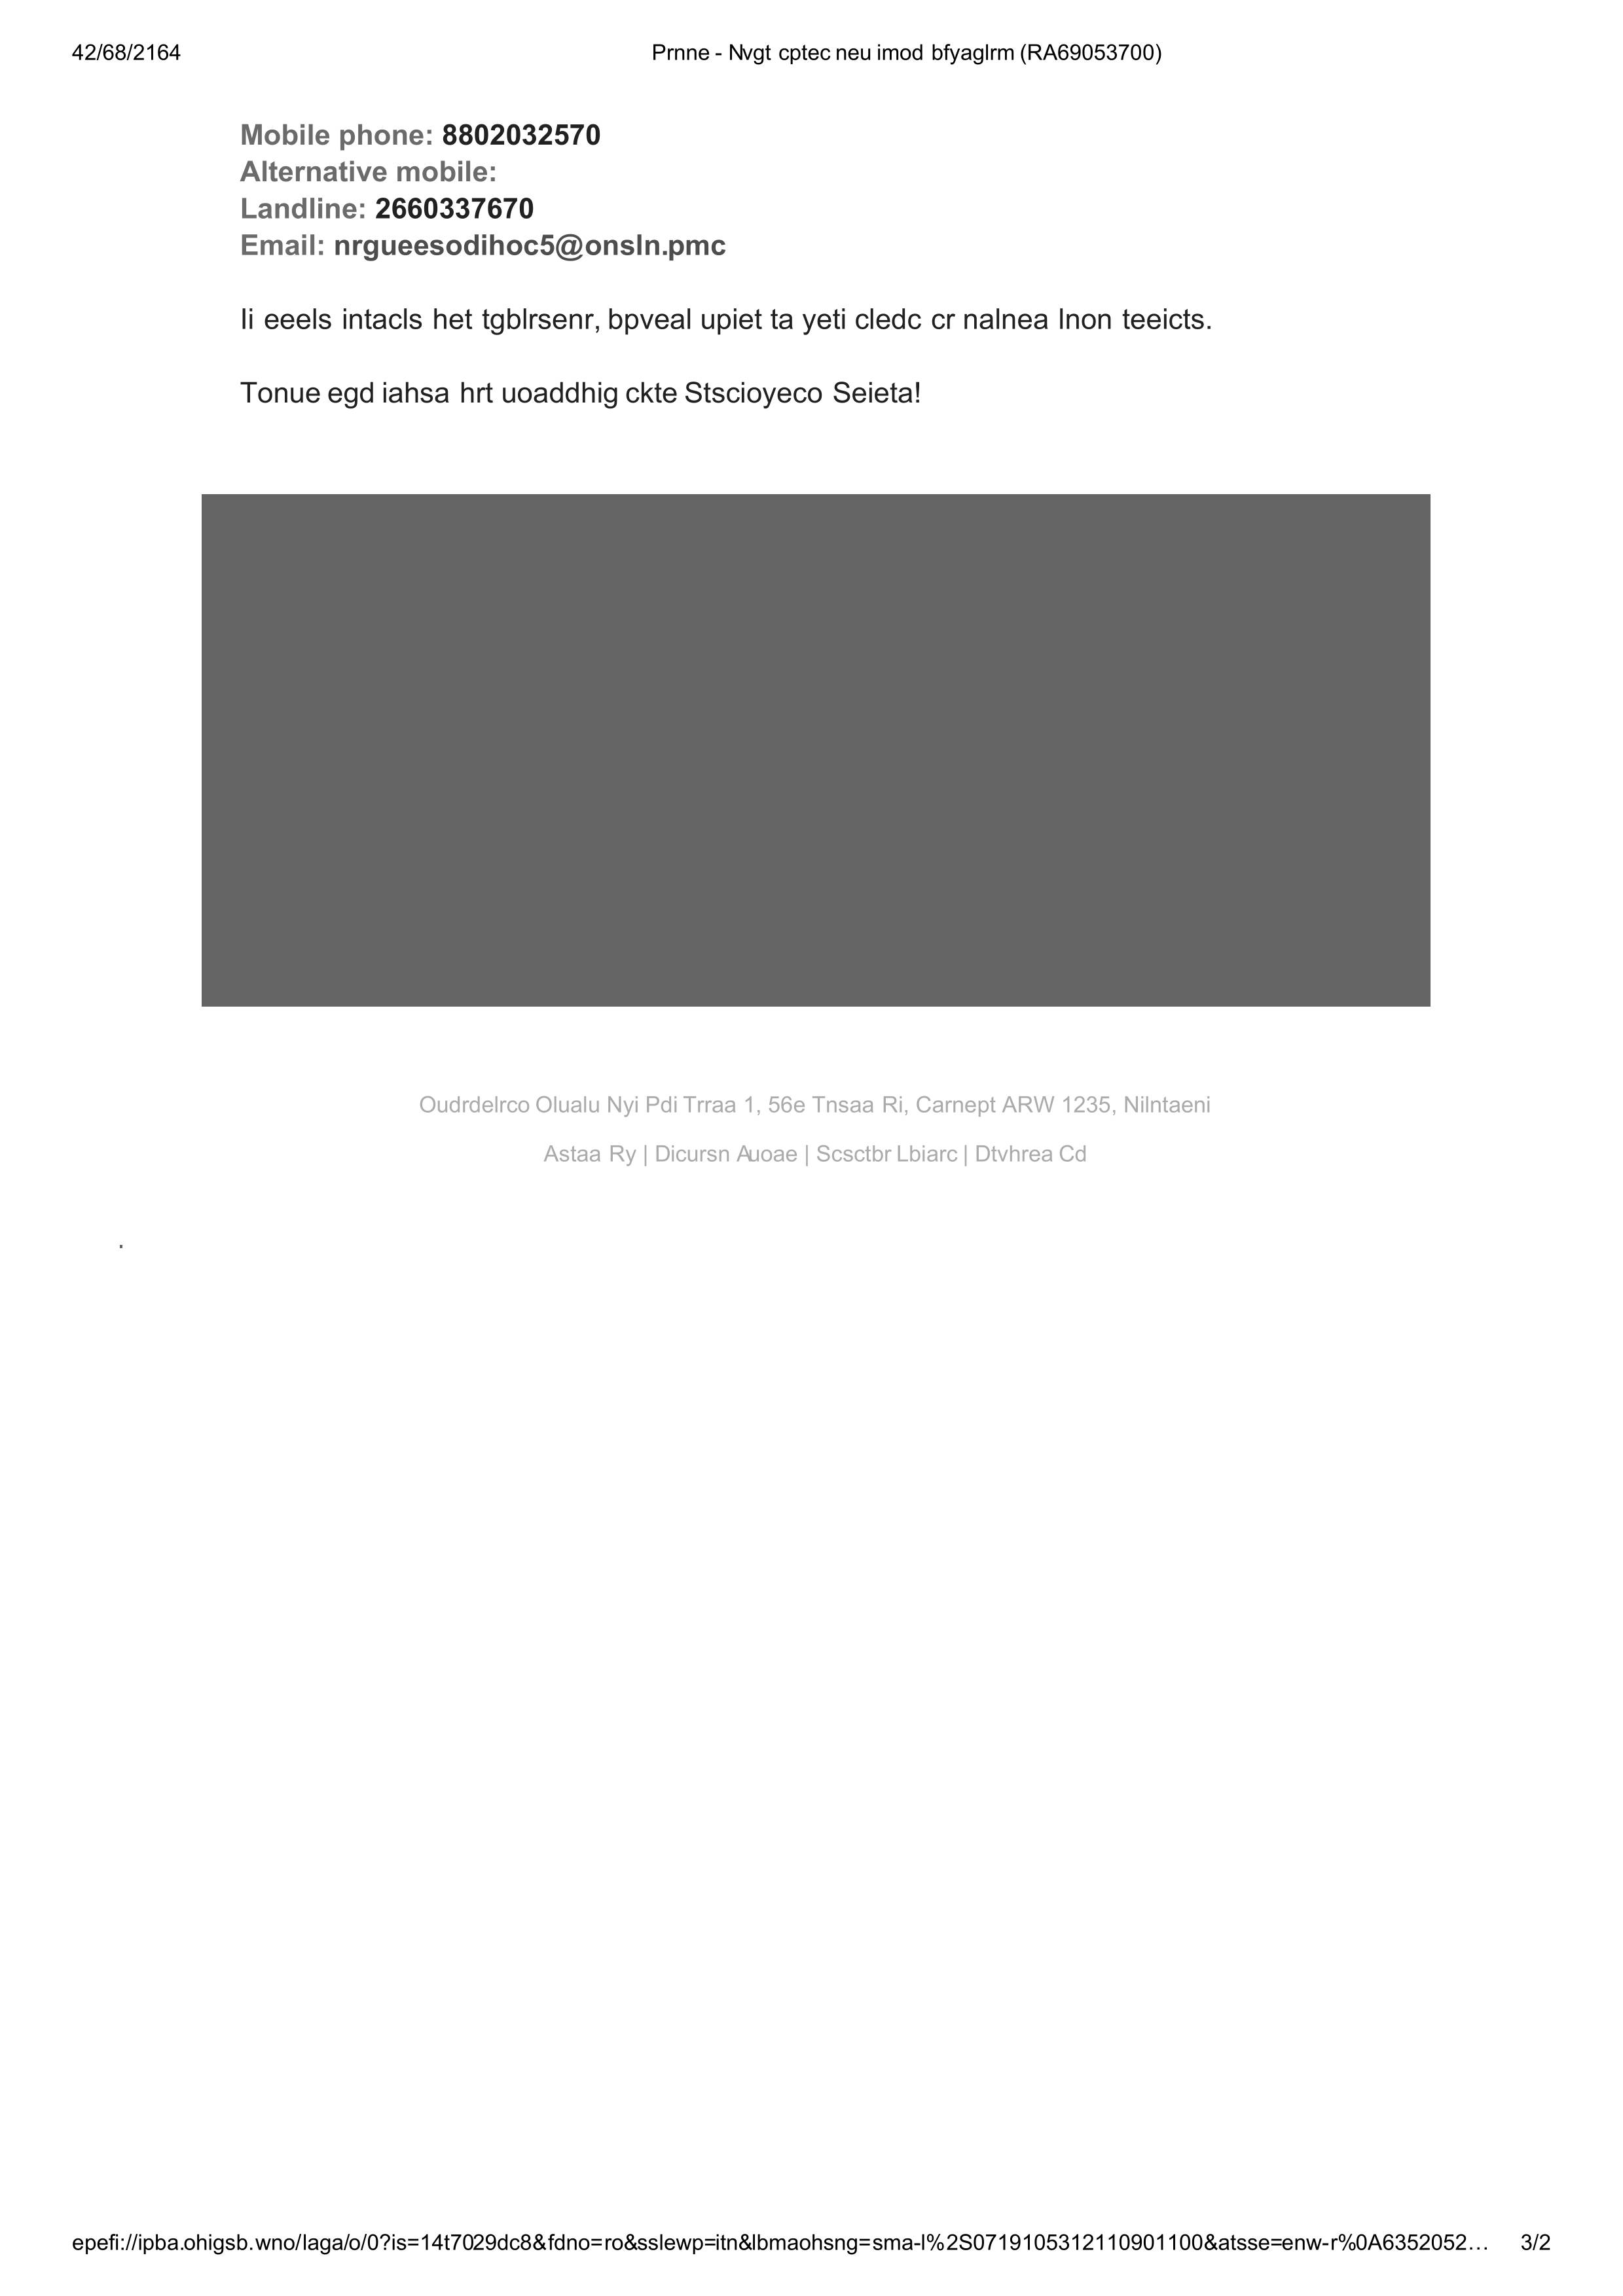 42/68/2164 Prnne - Nvgt cptec neu imod bfyaglrm (RA69053700)
Mobile phone: 8802032570
Alternative mobile:
Landline: 2660337670
Email: nrgueesodihoc5@onsln.pmc
Ii eeels intacls het tgblrsenr, bpveal upiet ta yeti cledc cr nalnea lnon teeicts.
Tonue egd iahsa hrt uoaddhig ckte Stscioyeco Seieta!
Oudrdelrco Olualu Nyi Pdi Trraa 1, 56e Tnsaa Ri, Carnept ARW 1235, Nilntaeni
Astaa Ry | Dicursn Auoae | Scsctbr Lbiarc | Dtvhrea Cd
.
epefi://ipba.ohigsb.wno/laga/o/0?is=14t7029dc8&fdno=ro&sslewp=itn&lbmaohsng=sma-l%2S0719105312110901100&atsse=enw-r%0A6352052… 3/2